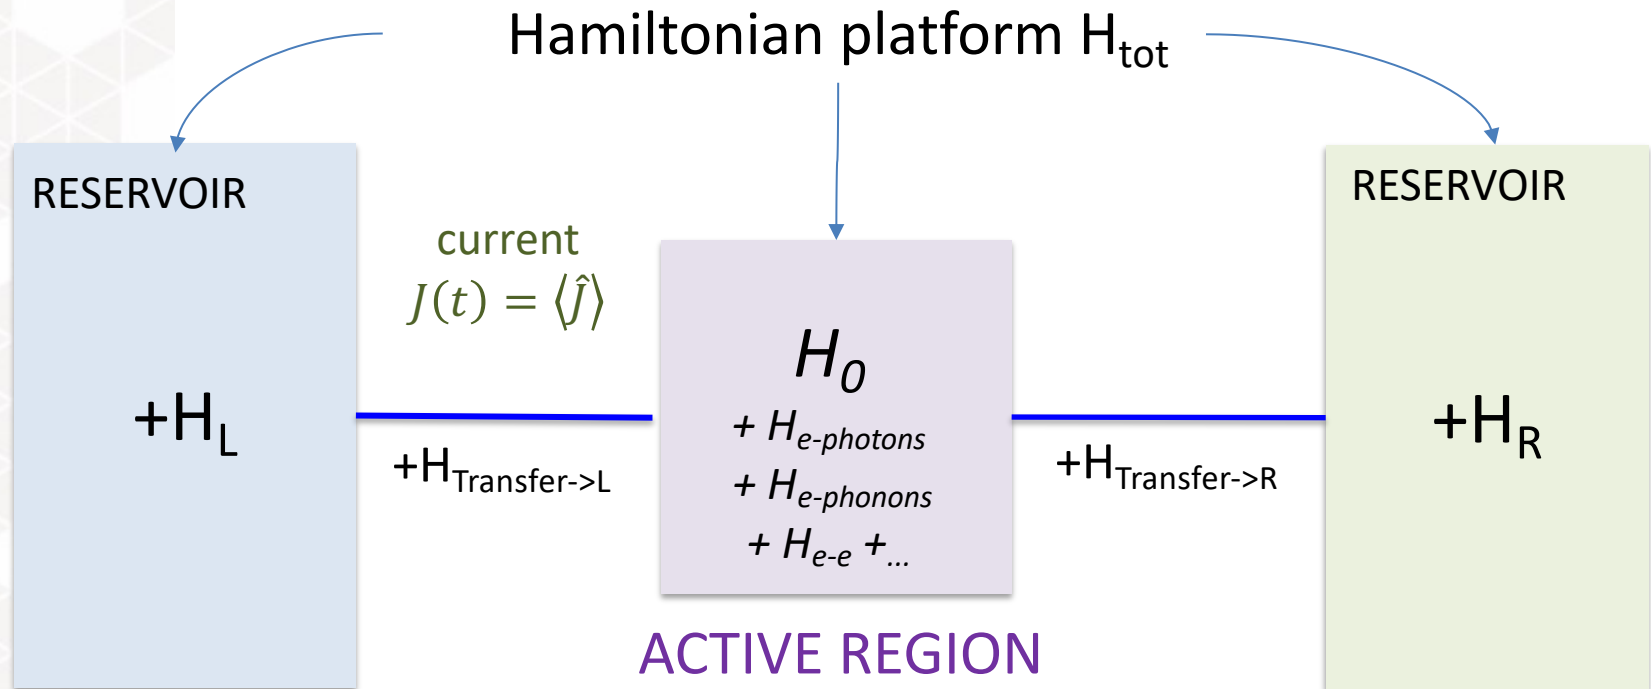 Hamiltonian platform H_tot
RESERVOIR
RESERVOIR
current
J(t) = ⟨Ĵ⟩
H_0
+H_L
+ H_e-photons
+H_R
+H_Transfer->L
+H_Transfer->R
+ H_e-phonons
+ H_e-e +...
ACTIVE REGION